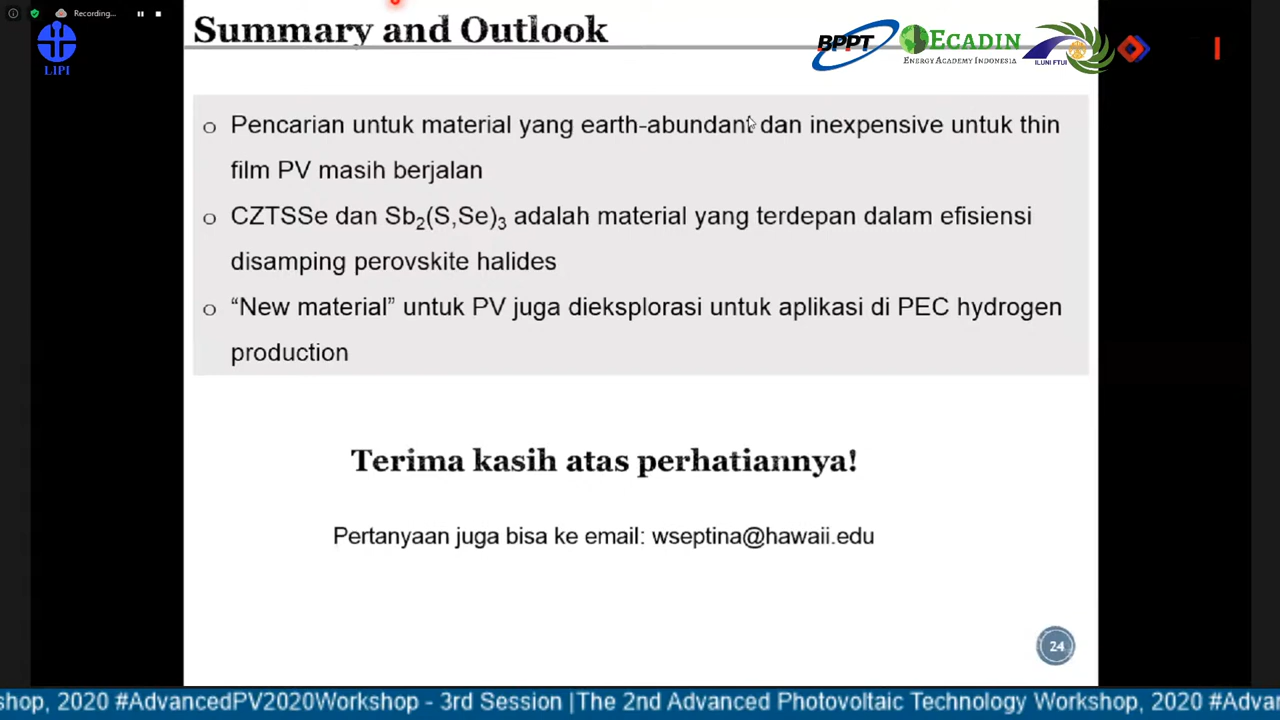 Recording...
Summary and Outlook
LIPI
BPPT
ECADIN
ENERGY ACADEMY INDONESIA
ILUNI FTUI
o Pencarian untuk material yang earth-abundant dan inexpensive untuk thin
film PV masih berjalan
o CZTSSe dan Sb2(S,Se)3 adalah material yang terdepan dalam efisiensi
disamping perovskite halides
o “New material” untuk PV juga dieksplorasi untuk aplikasi di PEC hydrogen
production
Terima kasih atas perhatiannya!
Pertanyaan juga bisa ke email: wseptina@hawaii.edu
24
shop, 2020 #AdvancedPV2020Workshop - 3rd Session |The 2nd Advanced Photovoltaic Technology Workshop, 2020 #Advan